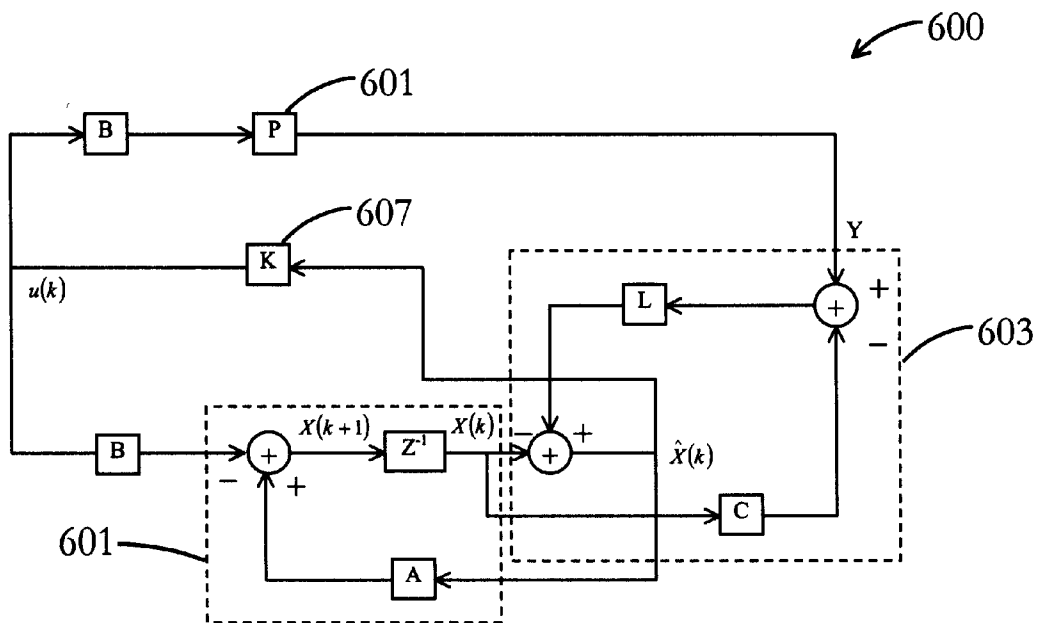 600
601
B
P
607
K
Y
u(k)
L
+
+
−
603
X(k+1)
X(k)
B
+
−
+
Z⁻¹
−
+
+
X̂(k)
C
601
A